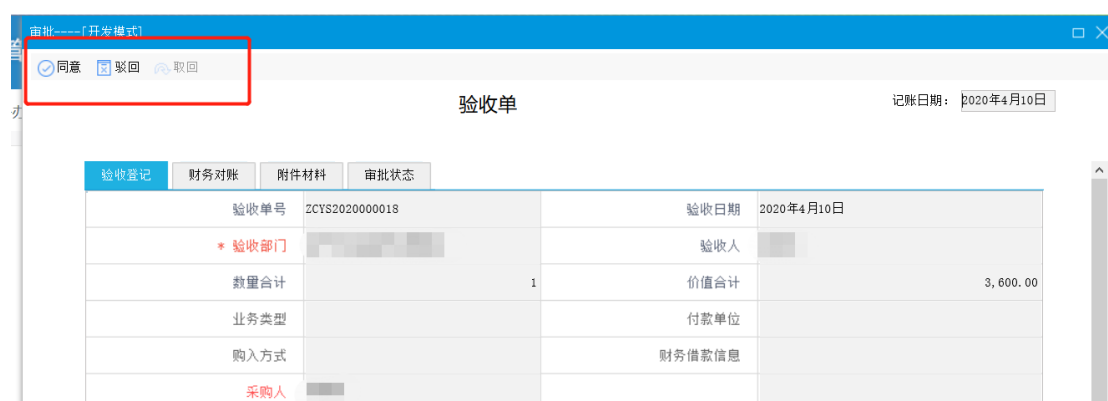 审批----[开发模式]
同意 驳回 取回
验收单 记账日期： 2020年4月10日
验收登记 财务对账 附件材料 审批状态
验收单号 ZCYS2020000018 验收日期 2020年4月10日
* 验收部门 验收人
数量合计 1 价值合计 3,600.00
业务类型 付款单位
购入方式 财务借款信息
采购人